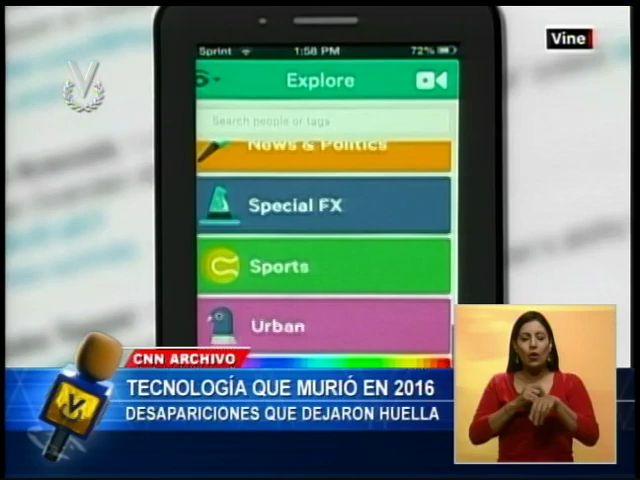 Vine
Sprint 1:58 PM 72%
Explore
Search people or tags
News & Politics
Special FX
Sports
Urban
CNN ARCHIVO
TECNOLOGÍA QUE MURIÓ EN 2016
DESAPARICIONES QUE DEJARON HUELLA